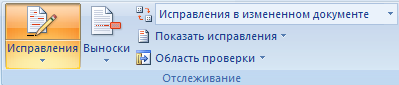 Исправления в измененном документе
Показать исправления
Исправления Выноски Область проверки
Отслеживание